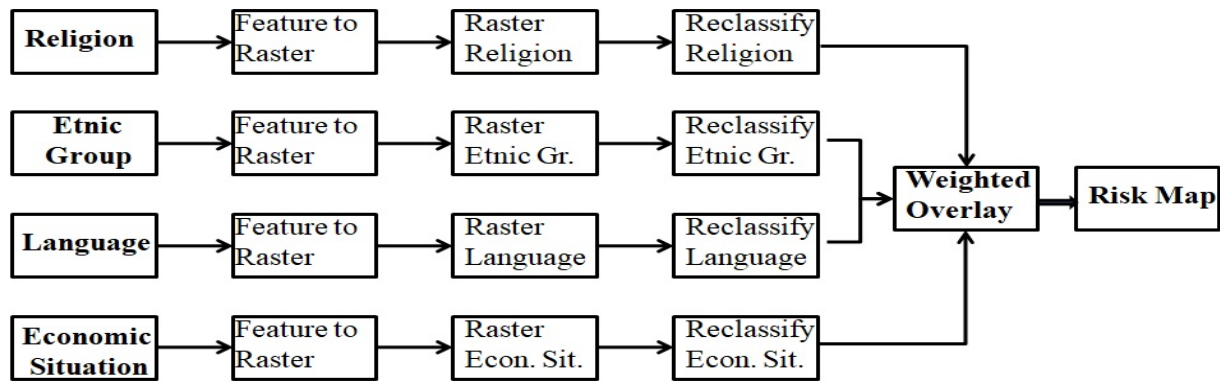 Religion
Feature to
Raster
Raster
Religion
Reclassify
Religion
Etnic
Group
Feature to
Raster
Raster
Etnic Gr.
Reclassify
Etnic Gr.
Language
Feature to
Raster
Raster
Language
Reclassify
Language
Economic
Situation
Feature to
Raster
Raster
Econ. Sit.
Reclassify
Econ. Sit.
Weighted
Overlay
Risk Map